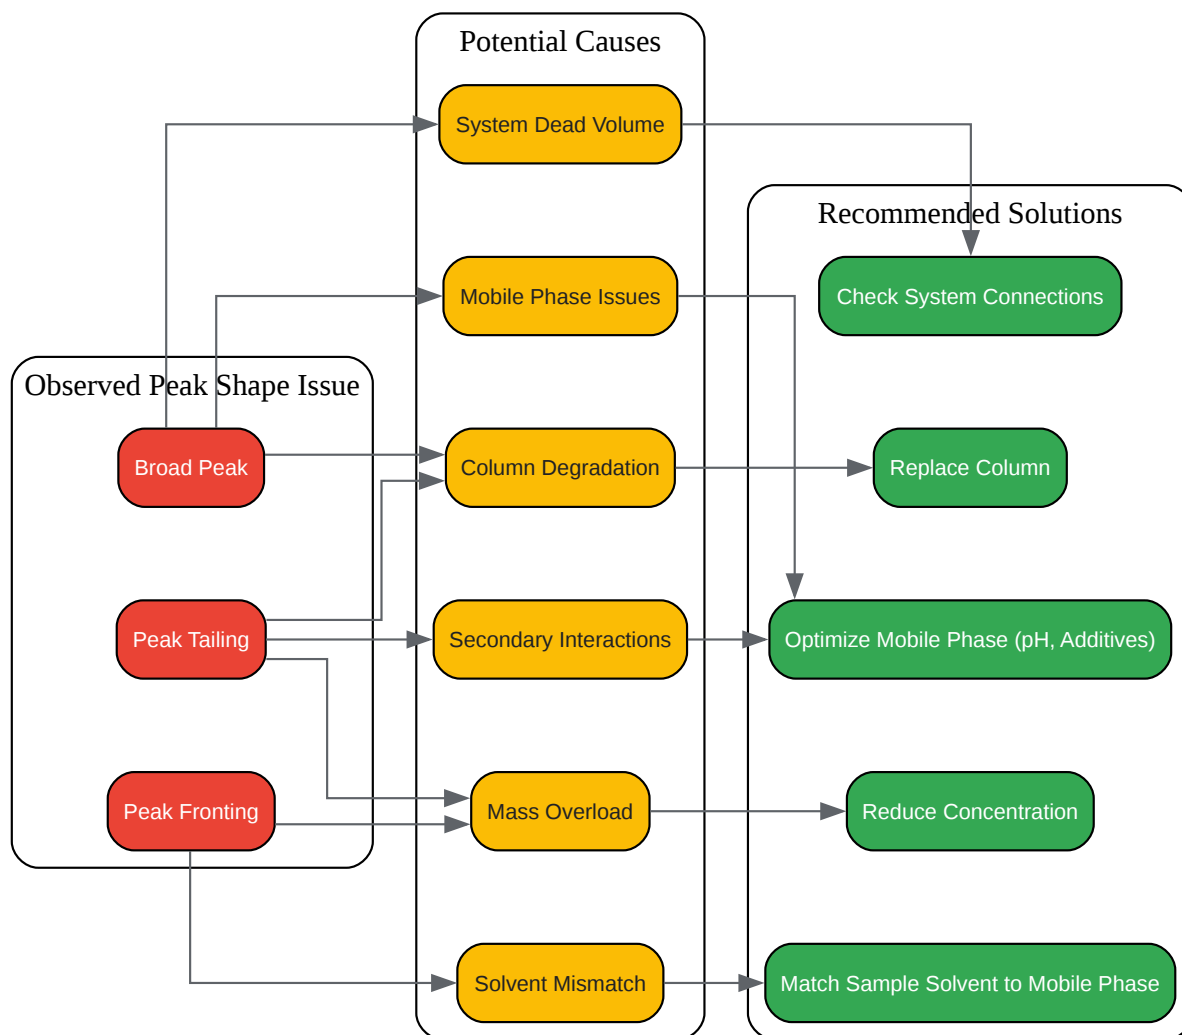 Potential Causes
System Dead Volume
Recommended Solutions
Mobile Phase Issues
Check System Connections
Observed Peak Shape Issue
Broad Peak
Column Degradation
Replace Column
Peak Tailing
Secondary Interactions
Optimize Mobile Phase (pH, Additives)
Peak Fronting
Mass Overload
Reduce Concentration
Solvent Mismatch
Match Sample Solvent to Mobile Phase